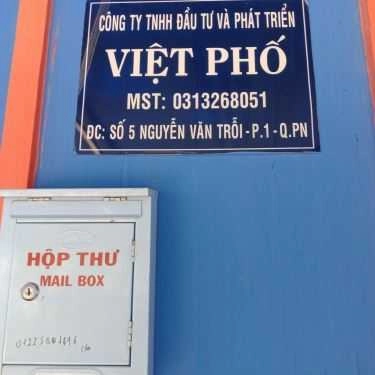 CÔNG TY TNHH ĐẦU TƯ VÀ PHÁT TRIỂN
VIỆT PHỐ
MST: 0313268051
ĐC: SỐ 5 NGUYỄN VĂN TRỖI - P.1 - Q.PN
HỘP THƯ
MAIL BOX